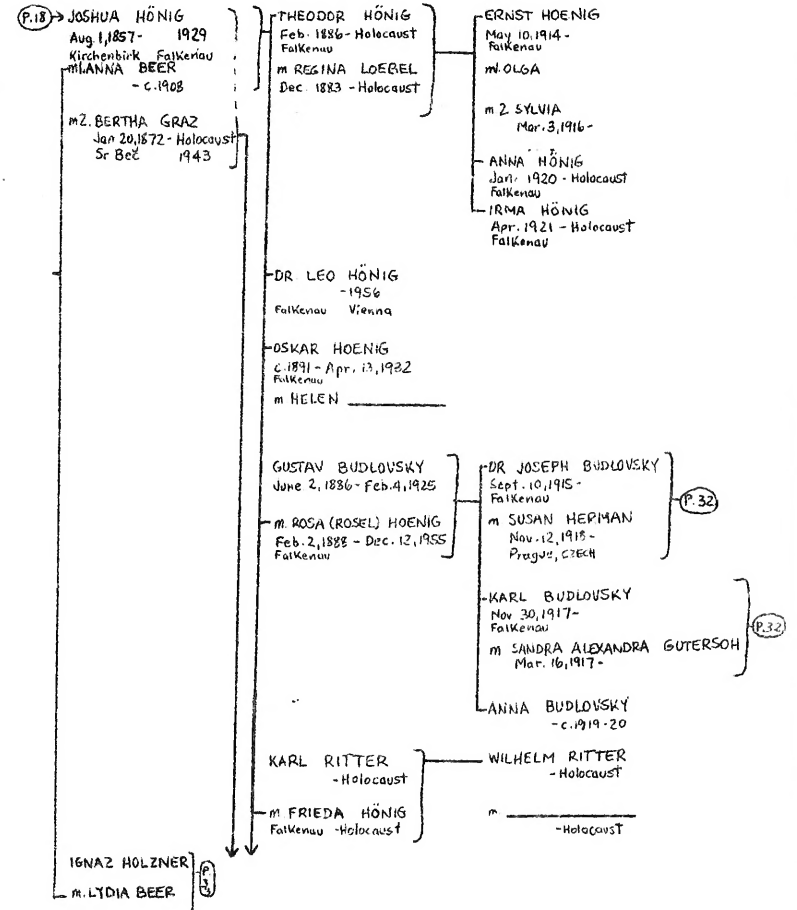 P.18
JOSHUA HÖNIG
Aug. 1, 1857- 1929
Kirchenbirk Falkenau
m1. ANNA BEER
- c. 1908
m2. BERTHA GRAZ
Jan 20, 1872 - Holocaust
Sr Beč 1943
IGNAZ HOLZNER
m. LYDIA BEER
THEODOR HÖNIG
Feb. 1886 - Holocaust
Falkenau
m REGINA LOEBEL
Dec. 1883 - Holocaust
DR LEO HÖNIG
-1956
Falkenau Vienna
OSKAR HOENIG
c. 1891 - Apr. 13, 1932
Falkenau
m HELEN
GUSTAV BUDLOVSKY
June 2, 1886 - Feb. 4, 1925
m. ROSA (ROSEL) HOENIG
Feb. 2, 1888 - Dec. 12, 1955
Falkenau
KARL RITTER
- Holocaust
m FRIEDA HÖNIG
Falkenau - Holocaust
ERNST HOENIG
May 10, 1914 -
Falkenau
m1. OLGA
m 2 SYLVIA
Mar. 3, 1916 -
ANNA HÖNIG
Jan. 1920 - Holocaust
Falkenau
IRMA HÖNIG
Apr. 1921 - Holocaust
Falkenau
DR JOSEPH BUDLOVSKY
Sept. 10, 1915 -
Falkenau
m SUSAN HERMAN
Nov. 12, 1918 -
Prague, CZECH
P. 32
KARL BUDLOVSKY
Nov 30, 1917 -
Falkenau
m SANDRA ALEXANDRA GUTERSOH
Mar. 16, 1917 -
P. 32
ANNA BUDLOVSKY
- c. 1919-20
WILHELM RITTER
- Holocaust
m
- Holocaust